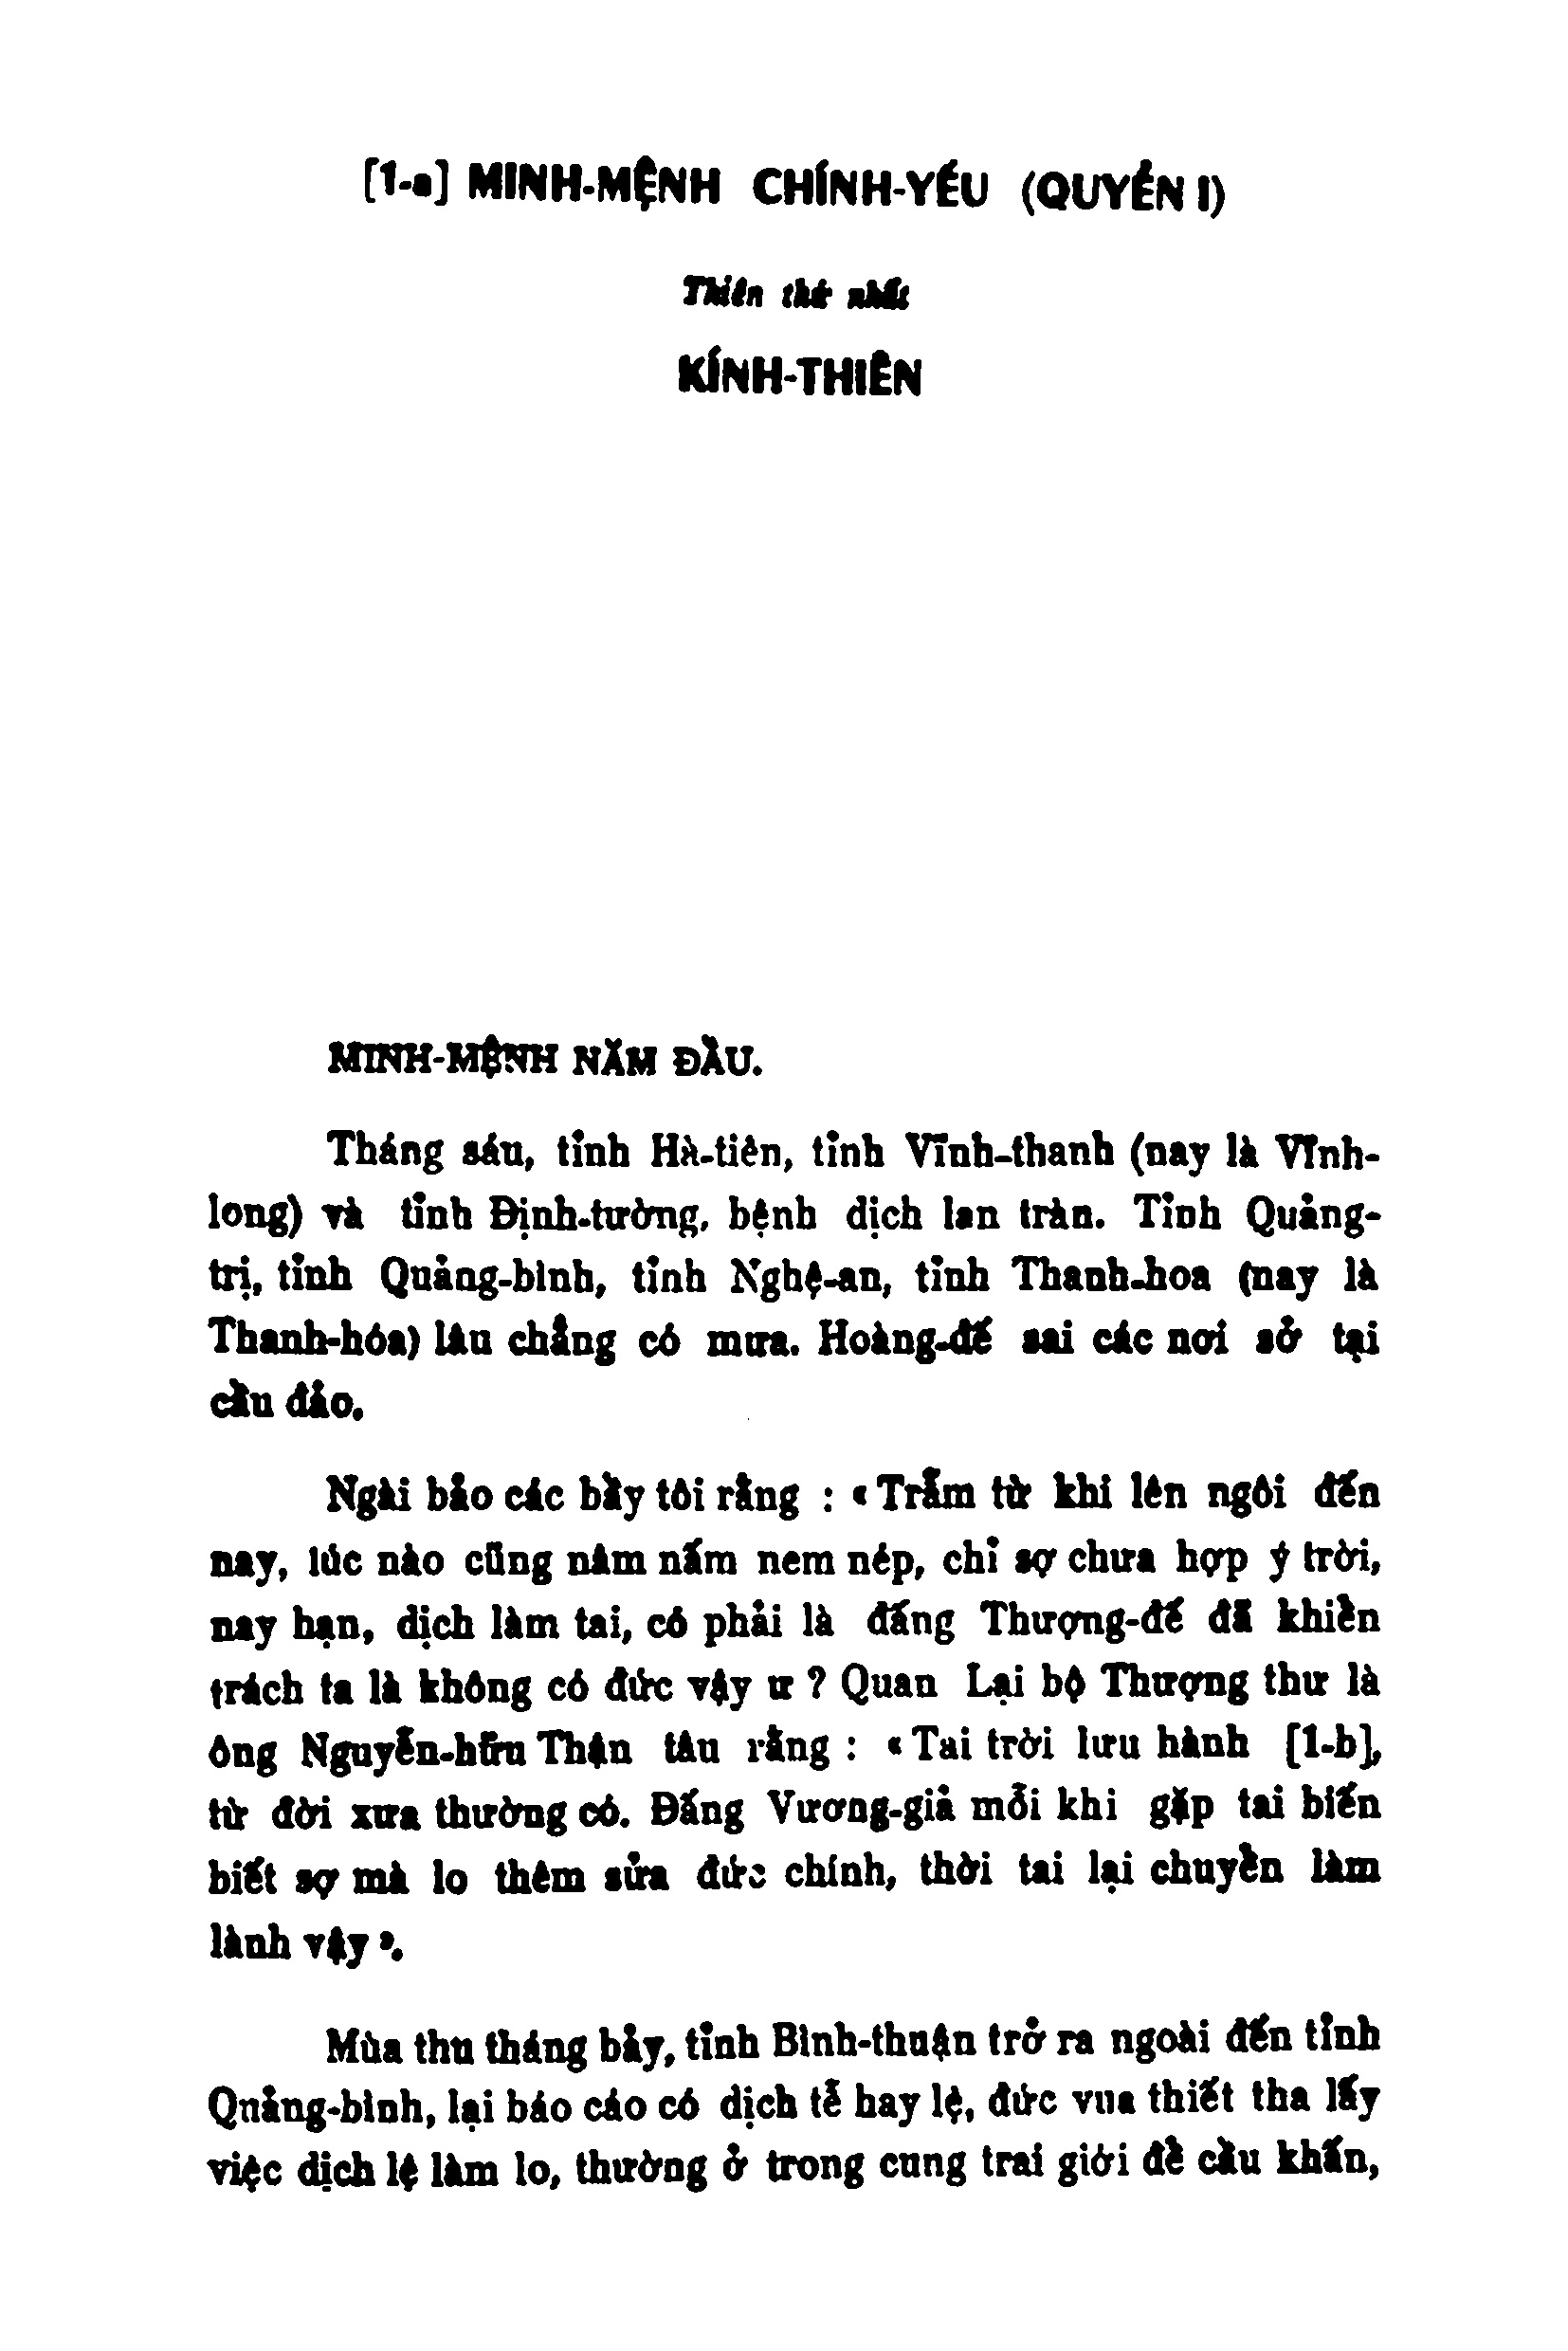 [1-a] MINH-MỆNH CHÍNH-YẾU (QUYỂN I)
Thiên thứ nhất
KÍNH-THIÊN
MINH-MỆNH NĂM ĐẦU.
Tháng sáu, tỉnh Hà-tiên, tỉnh Vĩnh-thanh (nay là Vĩnh-
long) và tỉnh Định-tường, bệnh dịch lan tràn. Tỉnh Quảng-
trị, tỉnh Quảng-bình, tỉnh Nghệ-an, tỉnh Thanh-hoa (nay là
Thanh-hóa) lâu chẳng có mưa. Hoàng-đế sai các nơi sở tại
cầu đảo.
Ngài bảo các bầy tôi rằng : « Trẫm từ khi lên ngôi đến
nay, lúc nào cũng nảm nắm nem nép, chỉ sợ chưa hợp ý trời,
nay hạn, dịch làm tai, có phải là đấng Thượng-đế đã khiển
trách ta là không có đức vậy ư ? Quan Lại bộ Thượng thư là
ông Nguyễn-hữu Thận tâu rằng : « Tai trời lưu hành [1-b],
từ đời xưa thường có. Đấng Vương-giả mỗi khi gặp tai biến
biết sợ mà lo thêm sửa đức chính, thời tai lại chuyển làm
lành vậy ».
Mùa thu tháng bảy, tỉnh Bình-thuận trở ra ngoài đến tỉnh
Quảng-bình, lại báo cáo có dịch tễ hay lệ, đức vua thiết tha lấy
việc dịch lệ làm lo, thường ở trong cung trai giới để cầu khẩn,